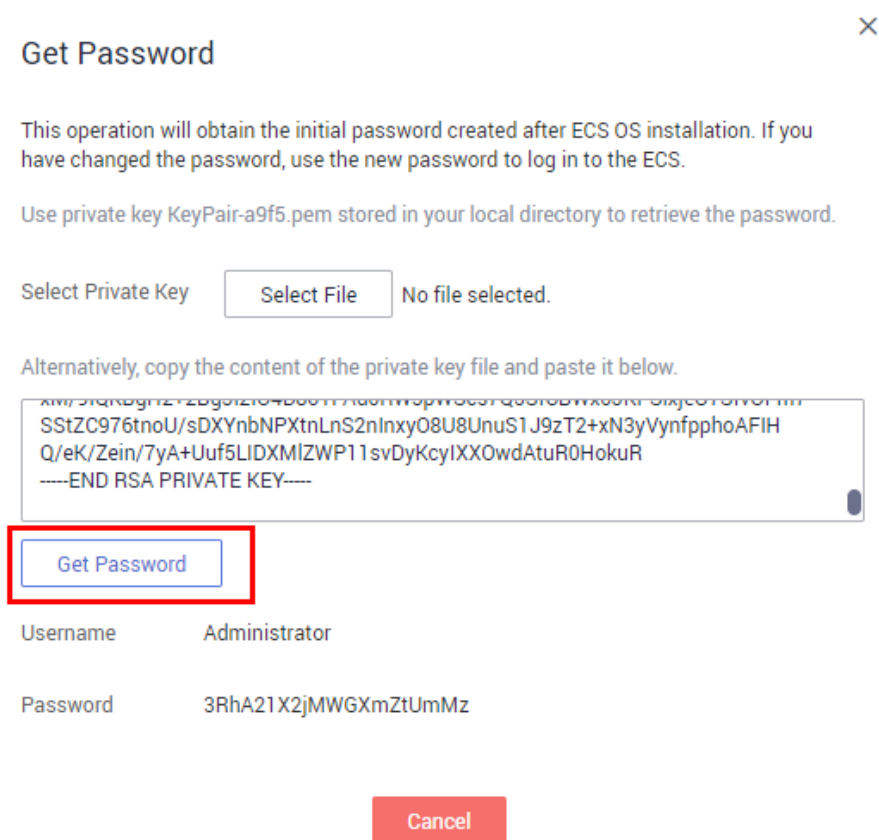 Get Password
This operation will obtain the initial password created after ECS OS installation. If you
have changed the password, use the new password to log in to the ECS.
Use private key KeyPair-a9f5.pem stored in your local directory to retrieve the password.
Select Private Key Select File No file selected.
Alternatively, copy the content of the private key file and paste it below.
SStZC976tnoU/sDXYnbNPXtnLnS2nInxyO8U8UnuS1J9zT2+xN3yVynfpphoAFIH
Q/eK/Zein/7yA+Uuf5LIDXMlZWP11svDyKcyIXXOwdAtuR0HokuR
-----END RSA PRIVATE KEY-----
Get Password
Username Administrator
Password 3RhA21X2jMWGXmZtUmMz
Cancel